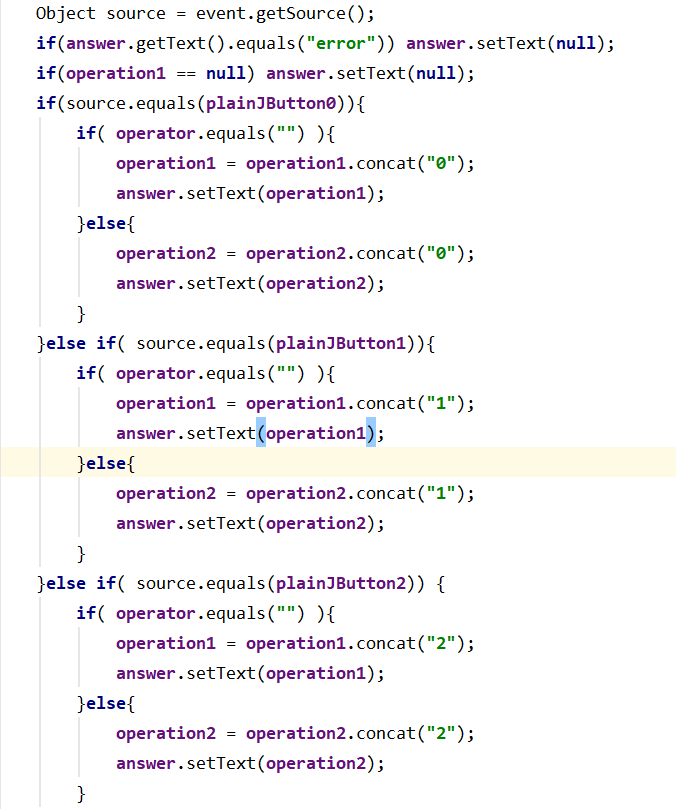 Object source = event.getSource();
if(answer.getText().equals("error")) answer.setText(null);
if(operation1 == null) answer.setText(null);
if(source.equals(plainJButton0)){
    if( operator.equals("") ){
        operation1 = operation1.concat("0");
        answer.setText(operation1);
    }else{
        operation2 = operation2.concat("0");
        answer.setText(operation2);
    }
}else if( source.equals(plainJButton1)){
    if( operator.equals("") ){
        operation1 = operation1.concat("1");
        answer.setText(operation1);
    }else{
        operation2 = operation2.concat("1");
        answer.setText(operation2);
    }
}else if( source.equals(plainJButton2)) {
    if( operator.equals("") ){
        operation1 = operation1.concat("2");
        answer.setText(operation1);
    }else{
        operation2 = operation2.concat("2");
        answer.setText(operation2);
    }